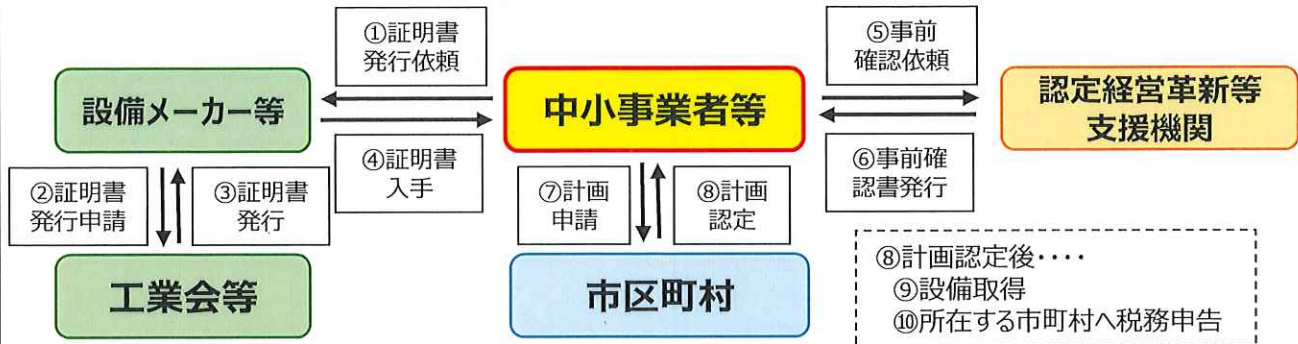 ①証明書
発行依頼
⑤事前
確認依頼
設備メーカー等
中小事業者等
認定経営革新等
支援機関
④証明書
入手
⑥事前確
認書発行
②証明書
発行申請
③証明書
発行
⑦計画
申請
⑧計画
認定
工業会等
市区町村
⑧計画認定後・・・・
⑨設備取得
⑩所在する市町村へ税務申告